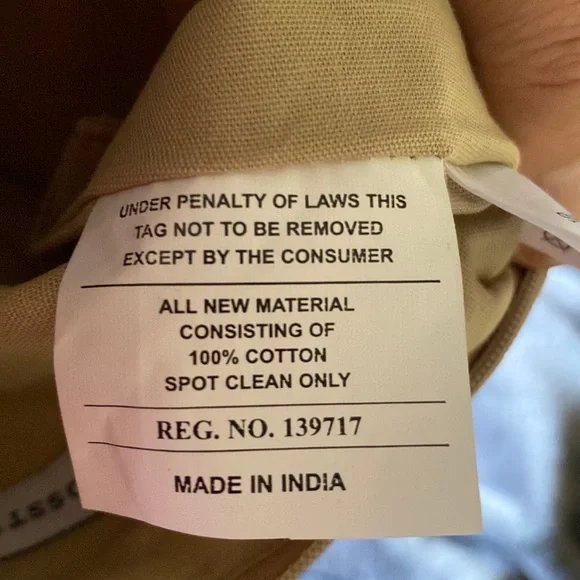 UNDER PENALTY OF LAWS THIS
TAG NOT TO BE REMOVED
EXCEPT BY THE CONSUMER
ALL NEW MATERIAL
CONSISTING OF
100% COTTON
SPOT CLEAN ONLY
REG. NO. 139717
MADE IN INDIA